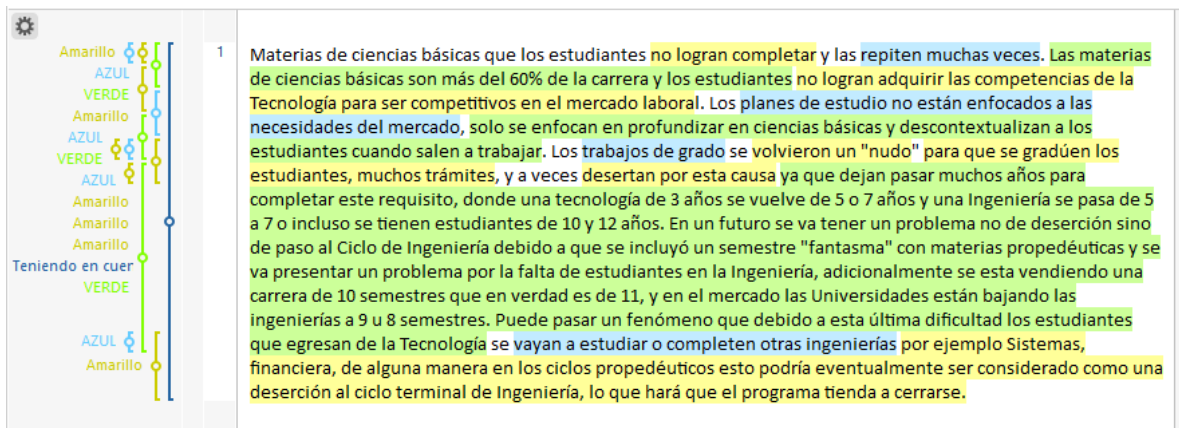 Amarillo
AZUL
VERDE
Amarillo
AZUL
VERDE
AZUL
Amarillo
Amarillo
Amarillo
Teniendo en cuer
VERDE
AZUL
Amarillo
1
Materias de ciencias básicas que los estudiantes no logran completar y las repiten muchas veces. Las materias
de ciencias básicas son más del 60% de la carrera y los estudiantes no logran adquirir las competencias de la
Tecnología para ser competitivos en el mercado laboral. Los planes de estudio no están enfocados a las
necesidades del mercado, solo se enfocan en profundizar en ciencias básicas y descontextualizan a los
estudiantes cuando salen a trabajar. Los trabajos de grado se volvieron un "nudo" para que se gradúen los
estudiantes, muchos trámites, y a veces desertan por esta causa ya que dejan pasar muchos años para
completar este requisito, donde una tecnología de 3 años se vuelve de 5 o 7 años y una Ingeniería se pasa de 5
a 7 o incluso se tienen estudiantes de 10 y 12 años. En un futuro se va tener un problema no de deserción sino
de paso al Ciclo de Ingeniería debido a que se incluyó un semestre "fantasma" con materias propedéuticas y se
va presentar un problema por la falta de estudiantes en la Ingeniería, adicionalmente se esta vendiendo una
carrera de 10 semestres que en verdad es de 11, y en el mercado las Universidades están bajando las
ingenierías a 9 u 8 semestres. Puede pasar un fenómeno que debido a esta última dificultad los estudiantes
que egresan de la Tecnología se vayan a estudiar o completen otras ingenierías por ejemplo Sistemas,
financiera, de alguna manera en los ciclos propedéuticos esto podría eventualmente ser considerado como una
deserción al ciclo terminal de Ingeniería, lo que hará que el programa tienda a cerrarse.